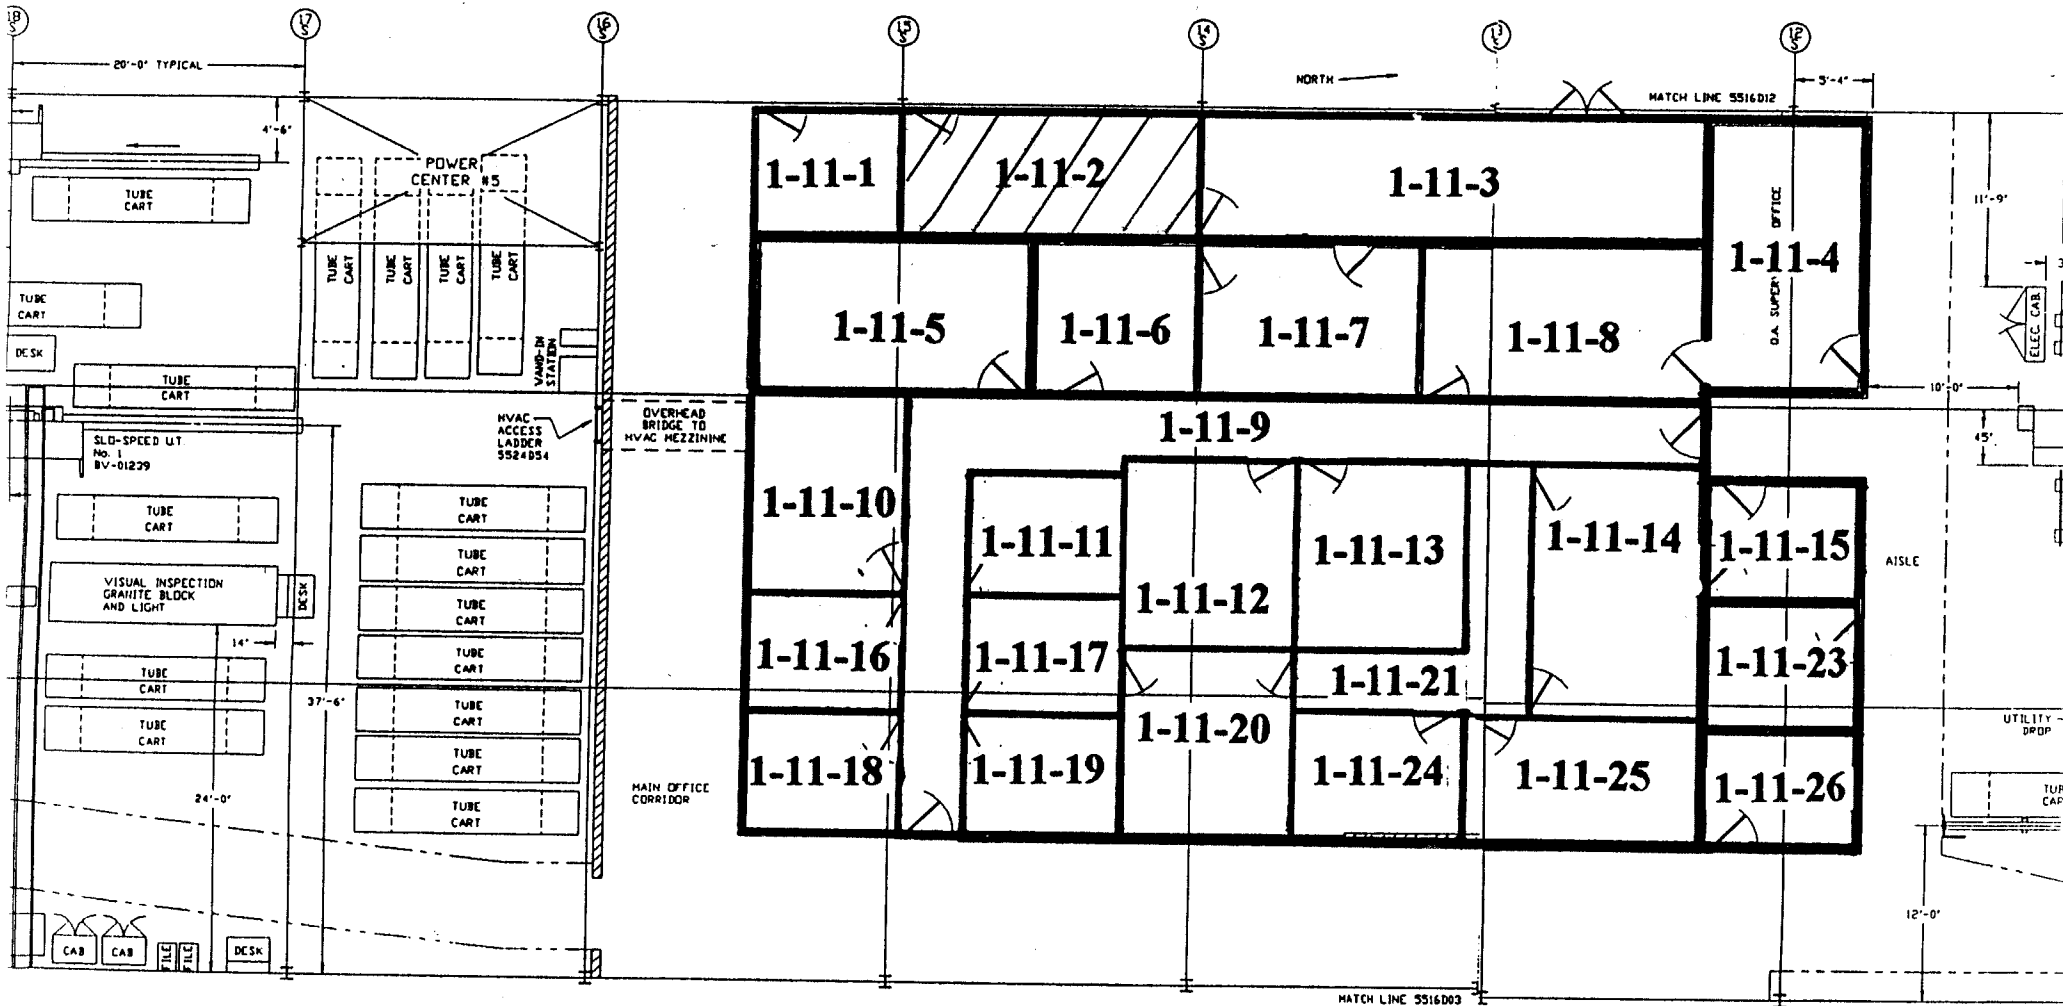 18
S
17
S
16
S
15
S
14
S
13
S
12
S
20'-0" TYPICAL
NORTH
5'-4"
MATCH LINE 5516D12
4'-6"
POWER
CENTER #5
TUBE
CART
TUBE
CART
TUBE
CART
TUBE
CART
TUBE
CART
1-11-1
1-11-2
1-11-3
1-11-4
OFFICE
11'-9"
ELEC. CAB
TUBE
CART
DESK
1-11-5
1-11-6
1-11-7
1-11-8
TUBE
CART
STATION
10'-0"
HVAC
ACCESS
LADDER
5524D54
OVERHEAD
BRIDGE TO
HVAC MEZZININE
1-11-9
45'
SLO-SPEED U.T.
No. 1
BV-01239
TUBE
CART
TUBE
CART
1-11-10
1-11-11
1-11-12
1-11-13
1-11-14
1-11-15
AISLE
TUBE
CART
VISUAL INSPECTION
GRANITE BLOCK
AND LIGHT
DESK
TUBE
CART
14"
TUBE
CART
TUBE
CART
1-11-16
1-11-17
1-11-21
1-11-23
37'-6"
TUBE
CART
TUBE
CART
1-11-18
1-11-19
1-11-20
1-11-24
1-11-25
1-11-26
UTILITY
DROP
TUBE
CART
MAIN OFFICE
CORRIDOR
24'-0"
TUBE
CART
12'-0"
CAB
CAB
FILE
FILE
DESK
MATCH LINE 5516D03